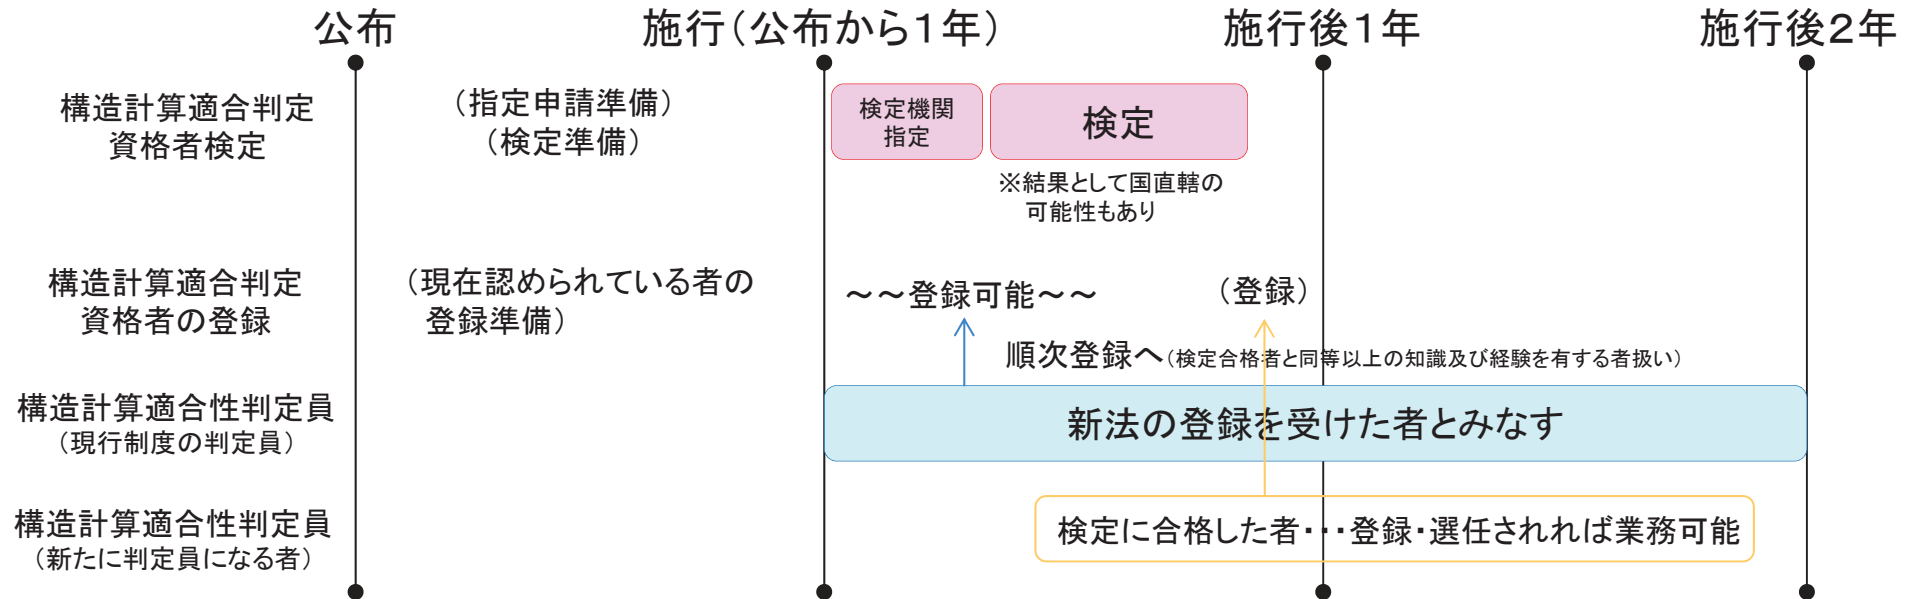 公布
施行（公布から１年）
施行後１年
施行後２年
構造計算適合判定
資格者検定
（指定申請準備）
（検定準備）
検定機関
指定
検定
※結果として国直轄の
可能性もあり
構造計算適合判定
資格者の登録
（現在認められている者の
登録準備）
～～登録可能～～
（登録）
順次登録へ（検定合格者と同等以上の知識及び経験を有する者扱い）
構造計算適合性判定員
（現行制度の判定員）
新法の登録を受けた者とみなす
構造計算適合性判定員
（新たに判定員になる者）
検定に合格した者・・・登録・選任されれば業務可能